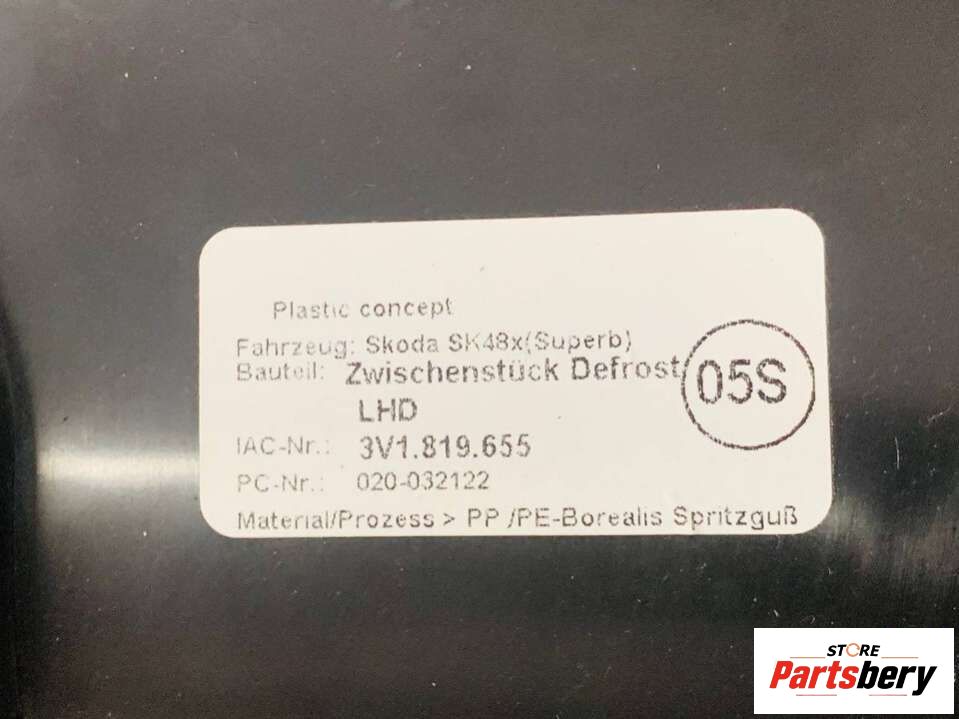 Plastic concept
Fahrzeug: Skoda SK48x(Superb)
Bauteil: Zwischenstück Defrost
LHD
05S
IAC-Nr.: 3V1.819.655
PC-Nr.: 020-032122
Material/Prozess > PP /PE-Borealis Spritzguß
STORE
Partsbery